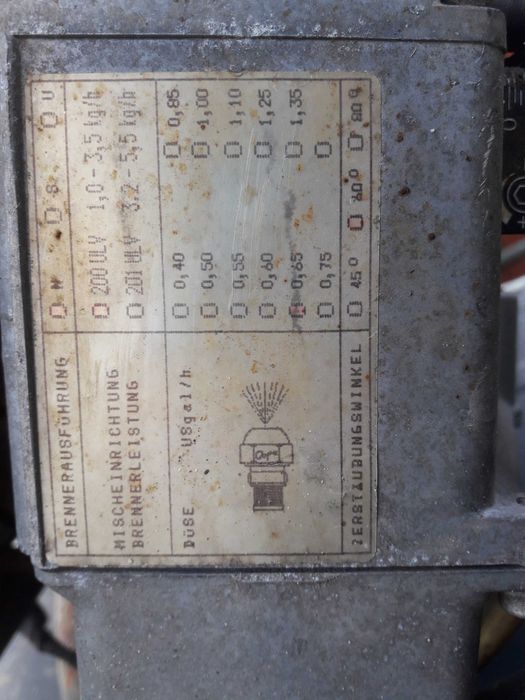 BRENNERAUSFÜHRUNG N S U
MISCHEINRICHTUNG 200 ULV 1,0-3,5 kg/h
BRENNERLEISTUNG 201 ULV 3.2-5,5 kg/h
DÜSE USgal/h 0,40 0,85
0,50 1,00
0,55 1,10
0,60 1,25
0,65 1,35
0,75
ZERSTÄUBUNGSWINKEL 45° 60° 80°